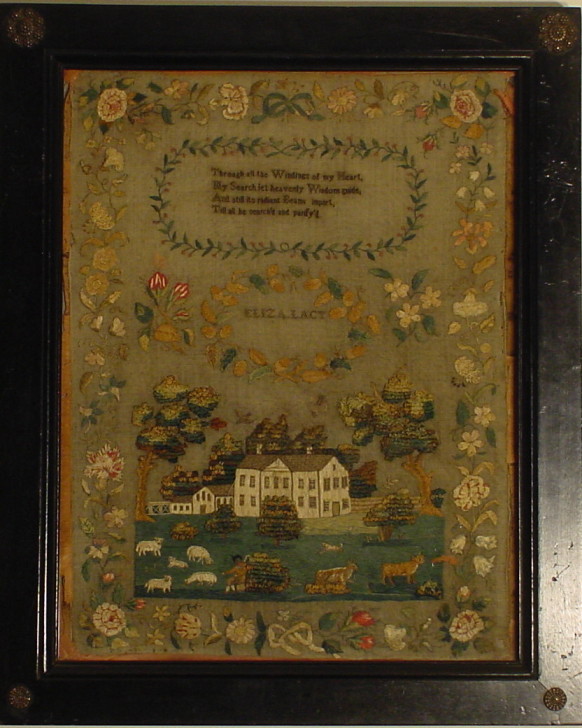 Through all the Windings of my Heart,
My Search let heavenly Wisdom guide,
And still its radiant Beams impart,
Till all be search'd and purify'd
ELIZA LACY